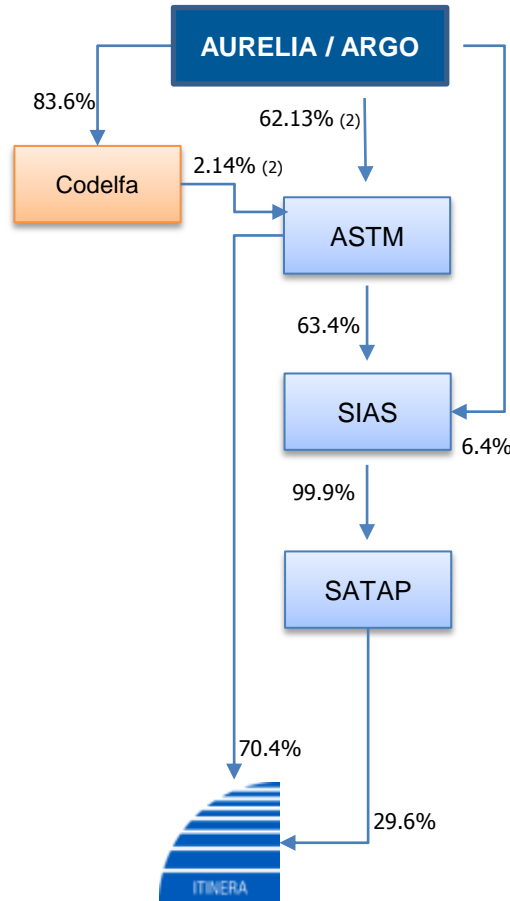 AURELIA / ARGO
83.6%
62.13% (2)
Codelfa
2.14% (2)
ASTM
63.4%
SIAS
6.4%
99.9%
SATAP
70.4%
29.6%
ITINERA